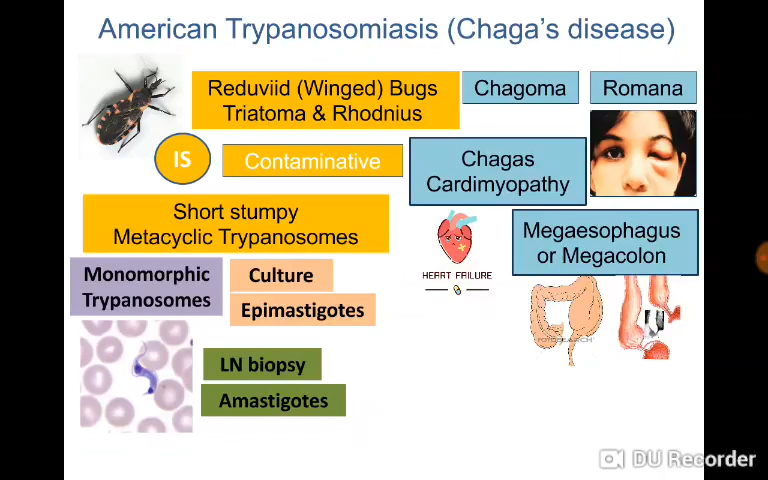 American Trypanosomiasis (Chaga's disease)
Reduviid (Winged) Bugs
Triatoma & Rhodnius
Chagoma
Romana
IS
Contaminative
Chagas
Cardimyopathy
Short stumpy
Metacyclic Trypanosomes
Megaesophagus
or Megacolon
Monomorphic
Trypanosomes
Culture
Epimastigotes
HEART FAILURE
LN biopsy
Amastigotes
DU Recorder